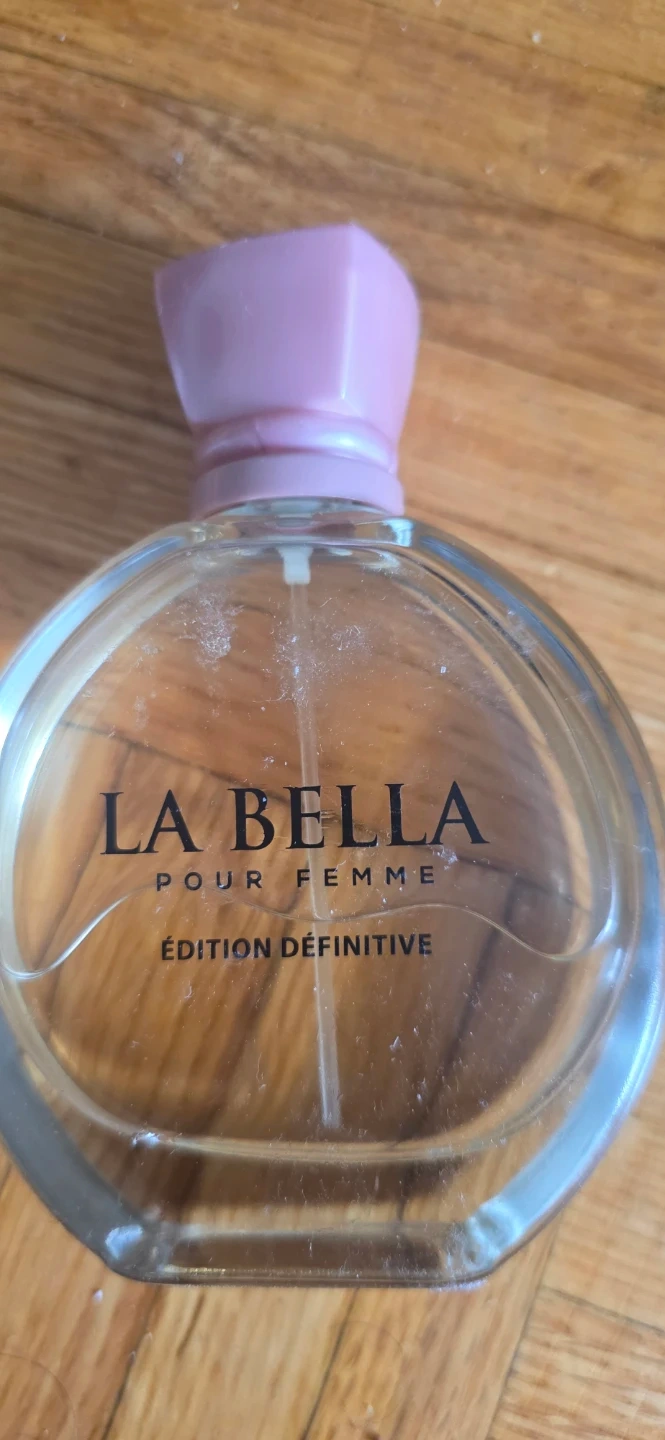 LA BELLA
POUR FEMME
ÉDITION DÉFINITIVE